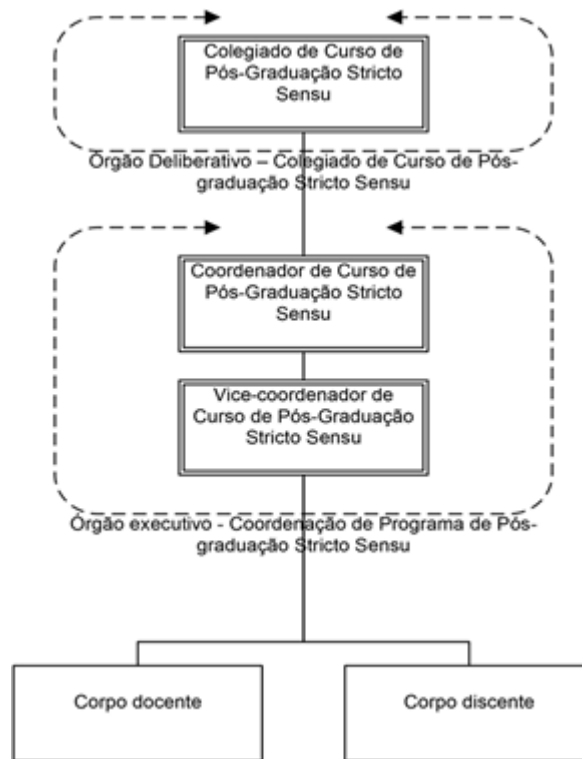 Colegiado de Curso de
Pós-Graduação Stricto
Sensu
Órgão Deliberativo – Colegiado de Curso de Pós-
graduação Stricto Sensu
Coordenador de Curso de
Pós-Graduação Stricto
Sensu
Vice-coordenador de
Curso de Pós-Graduação
Stricto Sensu
Órgão executivo - Coordenação de Programa de Pós-
graduação Stricto Sensu
Corpo docente
Corpo discente